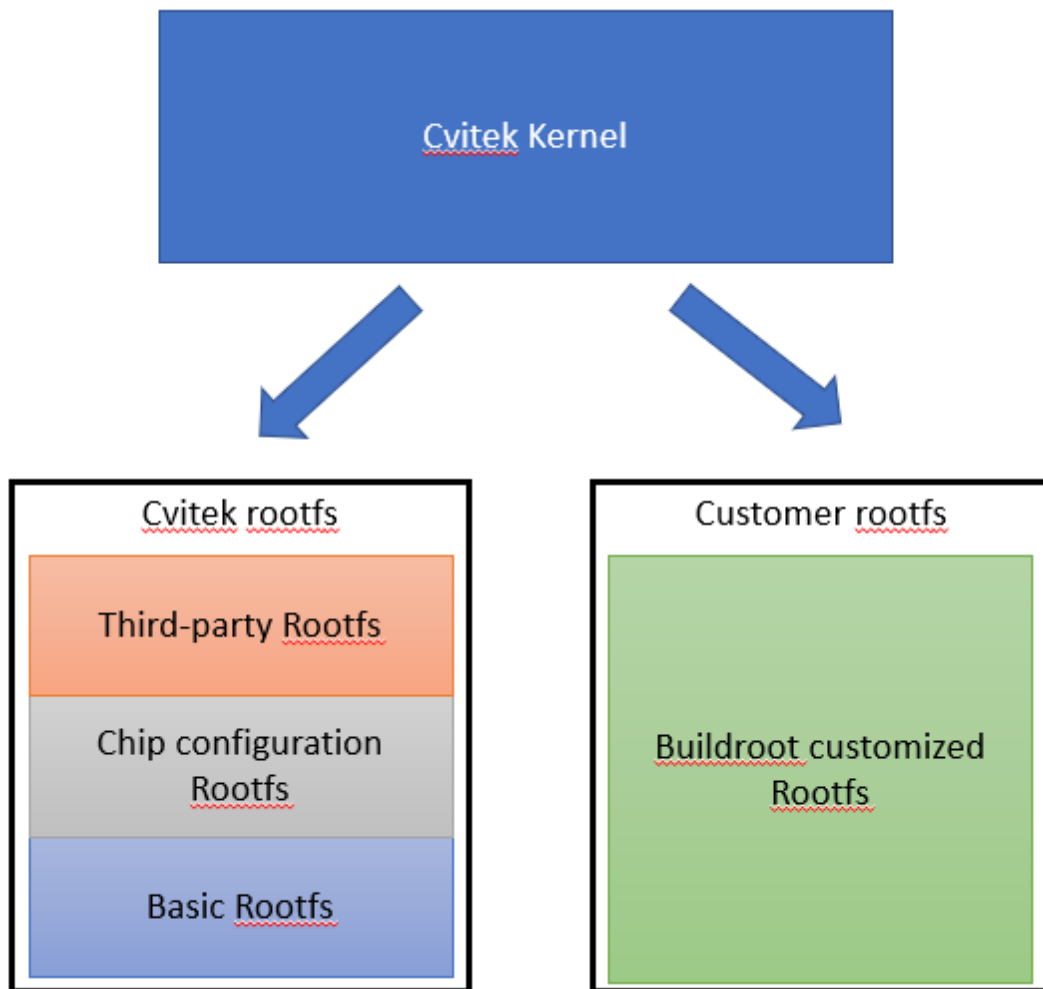 Cvitek Kernel
Cvitek rootfs
Third-party Rootfs
Chip configuration
Rootfs
Basic Rootfs
Customer rootfs
Buildroot customized
Rootfs